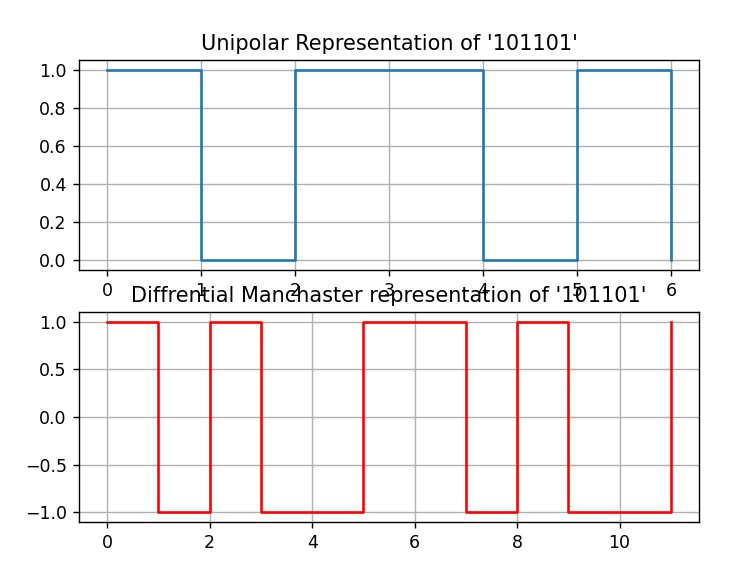 Unipolar Representation of '101101'
1.0
0.8
0.6
0.4
0.2
0.0
0 1 2 3 4 5 6
Diffrential Manchaster representation of '101101'
1.0
0.5
0.0
−0.5
−1.0
0 2 4 6 8 10